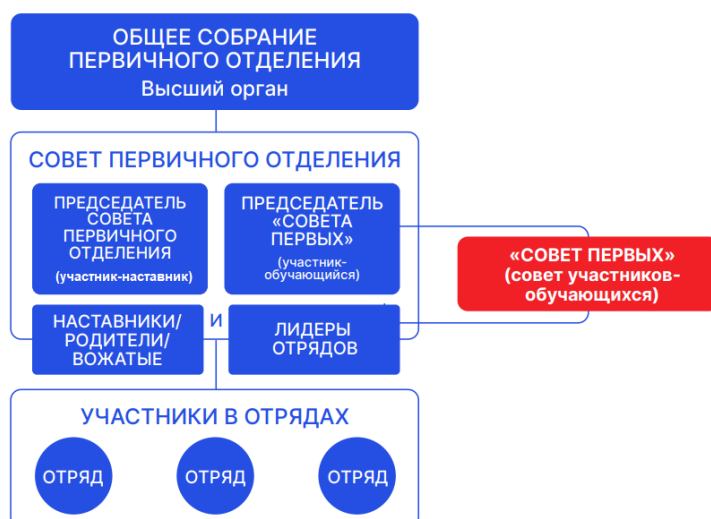 ОБЩЕЕ СОБРАНИЕ
ПЕРВИЧНОГО ОТДЕЛЕНИЯ
Высший орган
СОВЕТ ПЕРВИЧНОГО ОТДЕЛЕНИЯ
ПРЕДСЕДАТЕЛЬ
СОВЕТА
ПЕРВИЧНОГО
ОТДЕЛЕНИЯ
(участник-наставник)
ПРЕДСЕДАТЕЛЬ
«СОВЕТА
ПЕРВЫХ»
(участник-
обучающийся)
«СОВЕТ ПЕРВЫХ»
(совет участников-
обучающихся)
НАСТАВНИКИ/
РОДИТЕЛИ/
ВОЖАТЫЕ
И
ЛИДЕРЫ
ОТРЯДОВ
УЧАСТНИКИ В ОТРЯДАХ
ОТРЯД
ОТРЯД
ОТРЯД